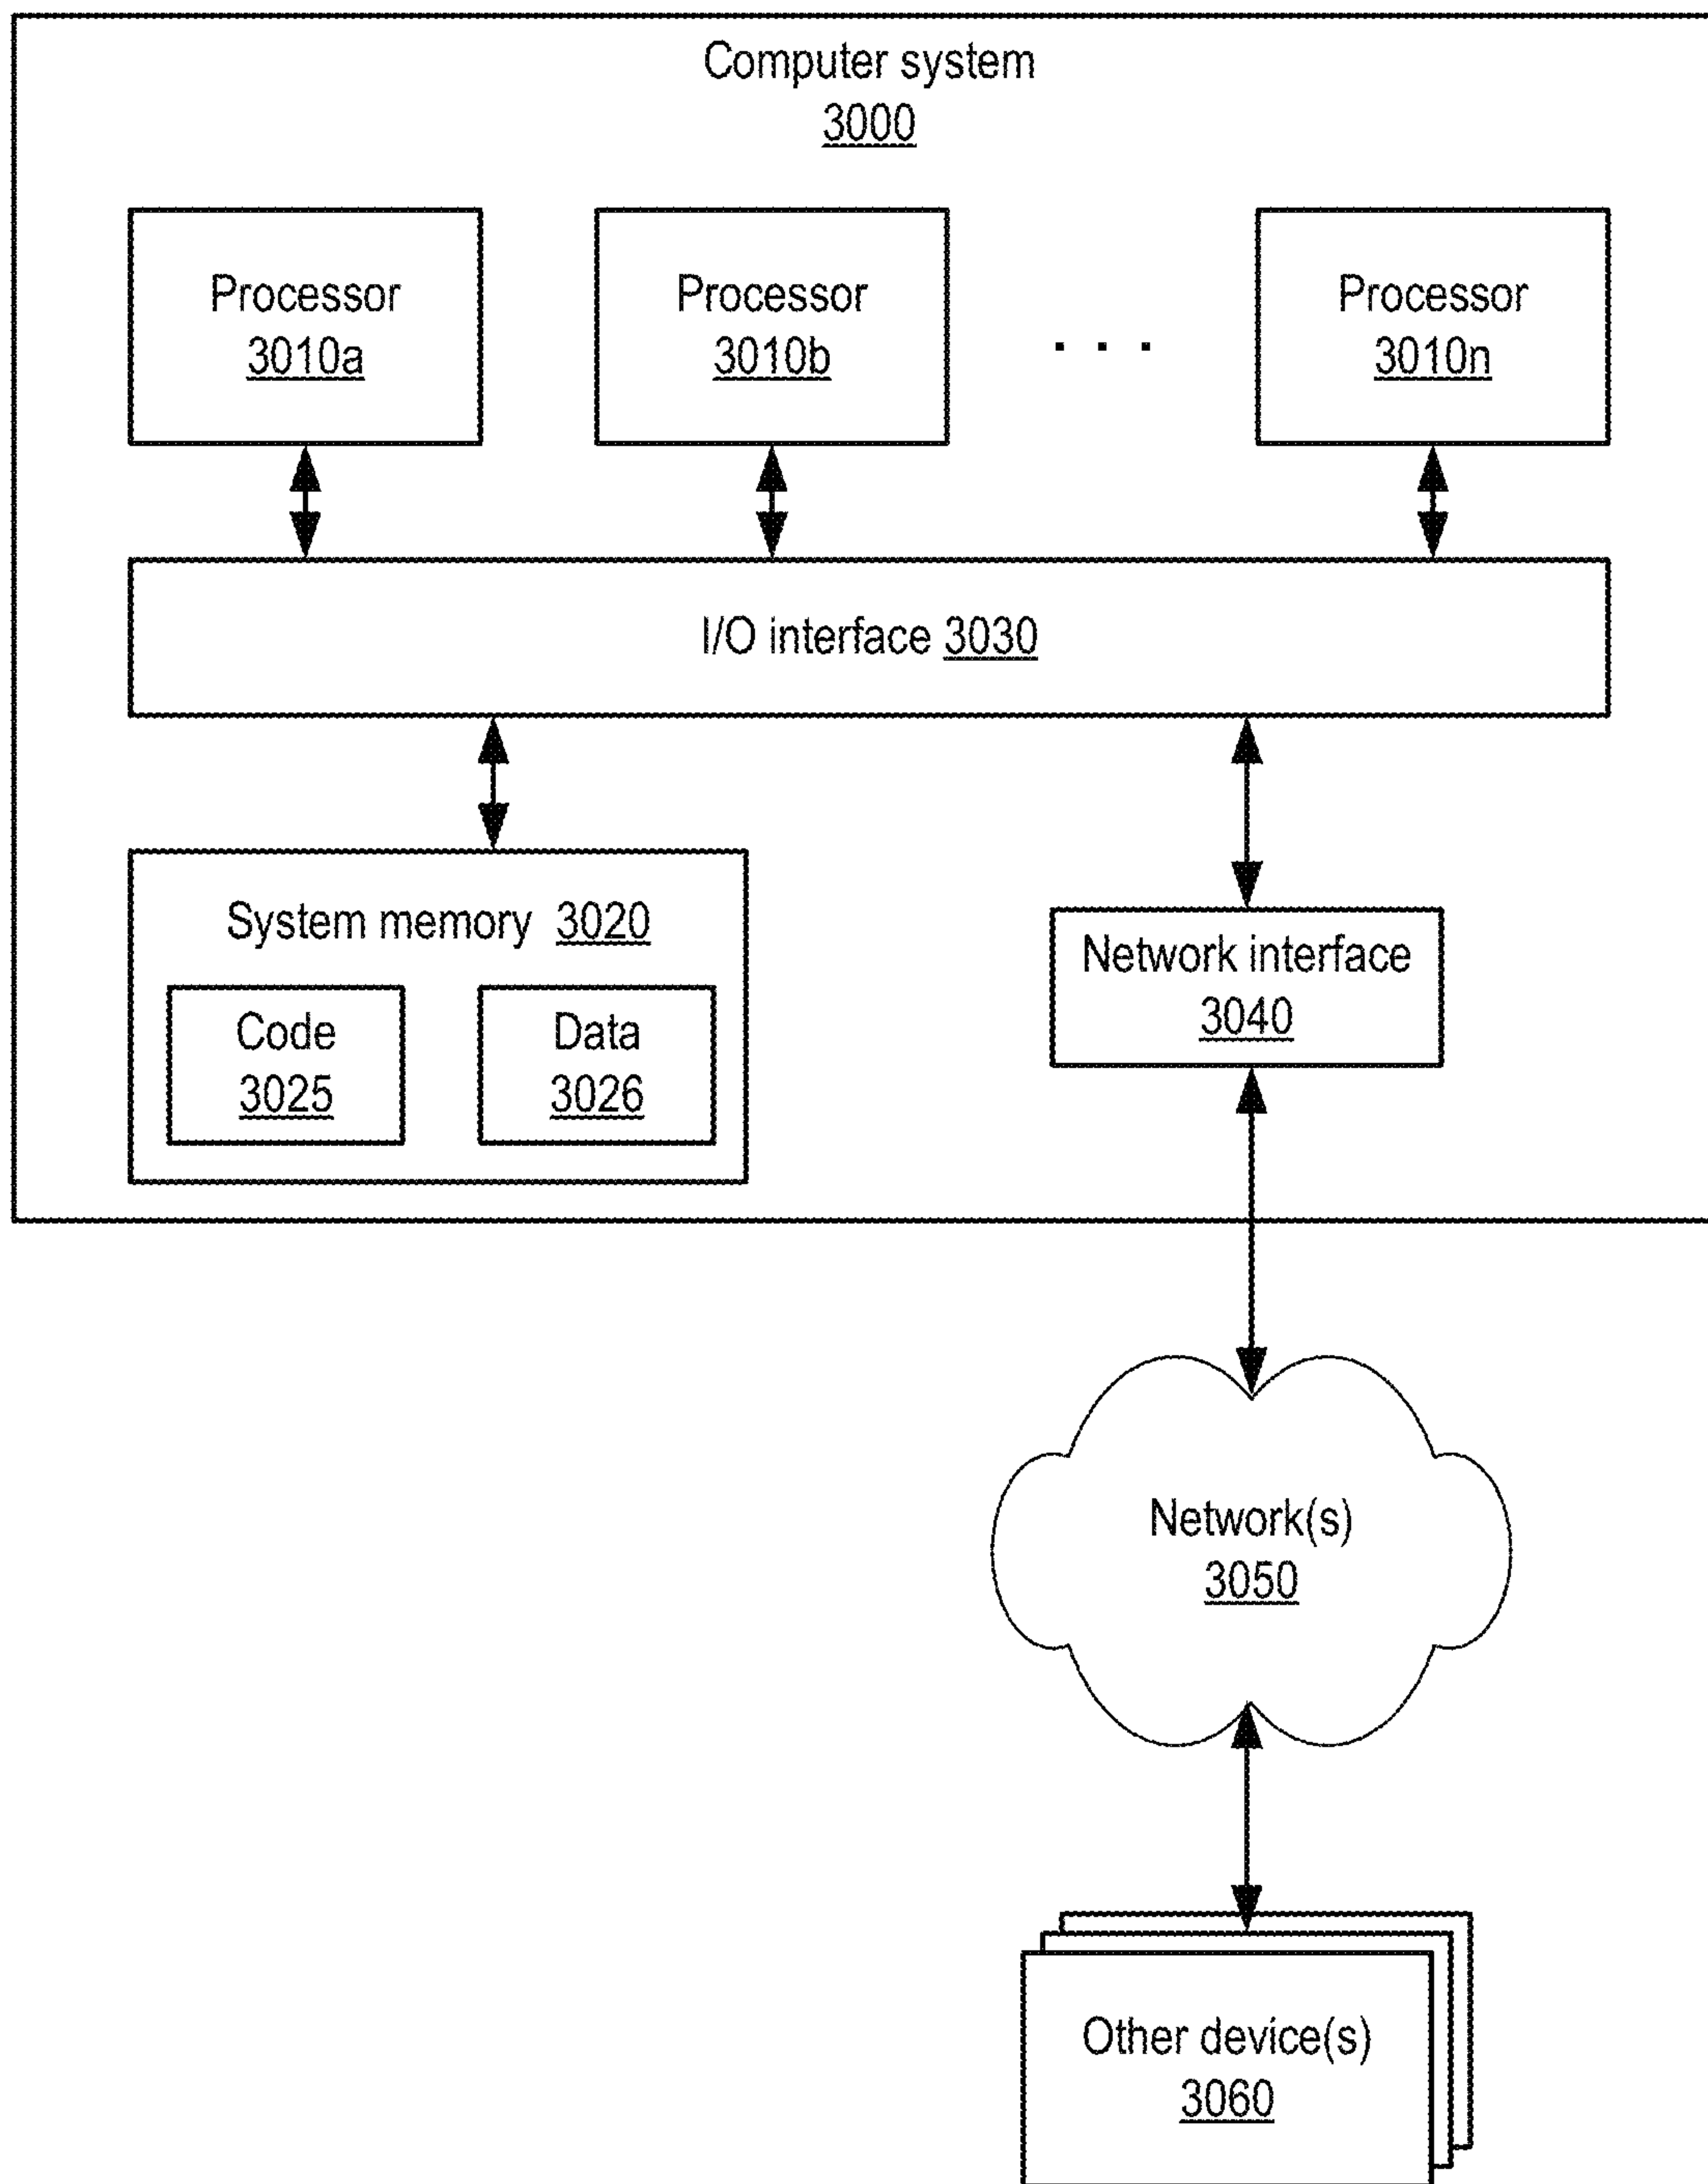 Computer system
3000
Processor
3010a
Processor
3010b
. . .
Processor
3010n
I/O interface 3030
System memory 3020
Code
3025
Data
3026
Network interface
3040
Network(s)
3050
Other device(s)
3060